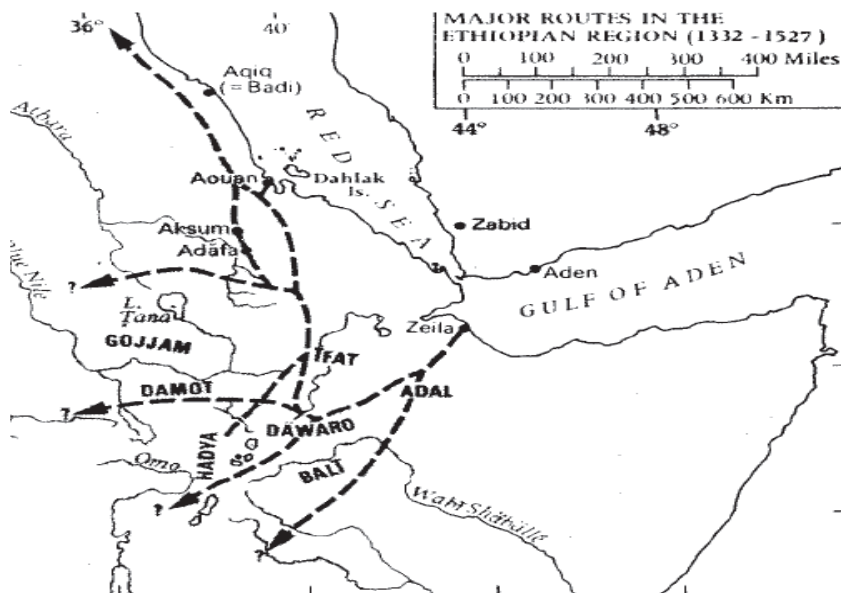 36°
40°
MAJOR ROUTES IN THE
ETHIOPIAN REGION (1332 - 1527 )
0 100 200 300 400 Miles
0 100 200 300 400 500 600 Km
44°
48°
Aqiq
(= Badi)
Atbara
RED SEA
Aouan
Dahlak
Is.
Zabid
Aksum
Adafa
Blue Nile
Aden
GULF OF ADEN
?
L.
Tana
Zeila
GOJJAM
IFAT
DAMOT
ADAL
?
DAWARO
HADYA
BALI
Omo
Wabi Shäbälle
?
?